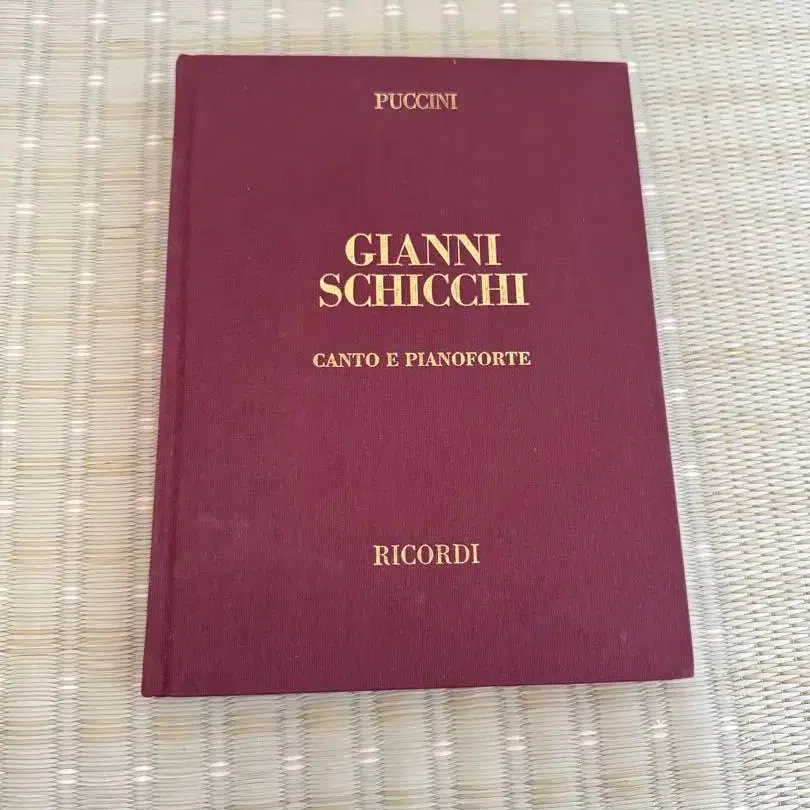 PUCCINI
GIANNI
SCHICCHI
CANTO E PIANOFORTE
RICORDI